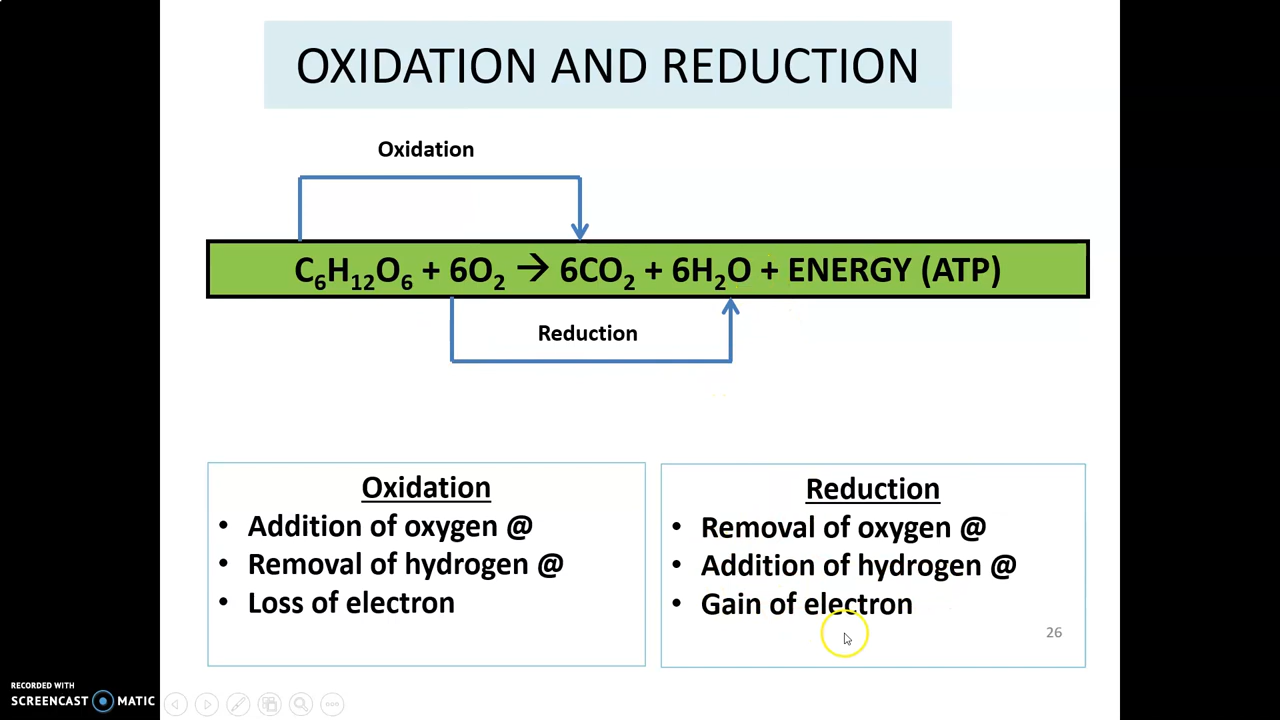 OXIDATION AND REDUCTION
Oxidation
C₆H₁₂O₆ + 6O₂ → 6CO₂ + 6H₂O + ENERGY (ATP)
Reduction
Oxidation
• Addition of oxygen @
• Removal of hydrogen @
• Loss of electron
Reduction
• Removal of oxygen @
• Addition of hydrogen @
• Gain of electron
26
RECORDED WITH
SCREENCAST MATIC